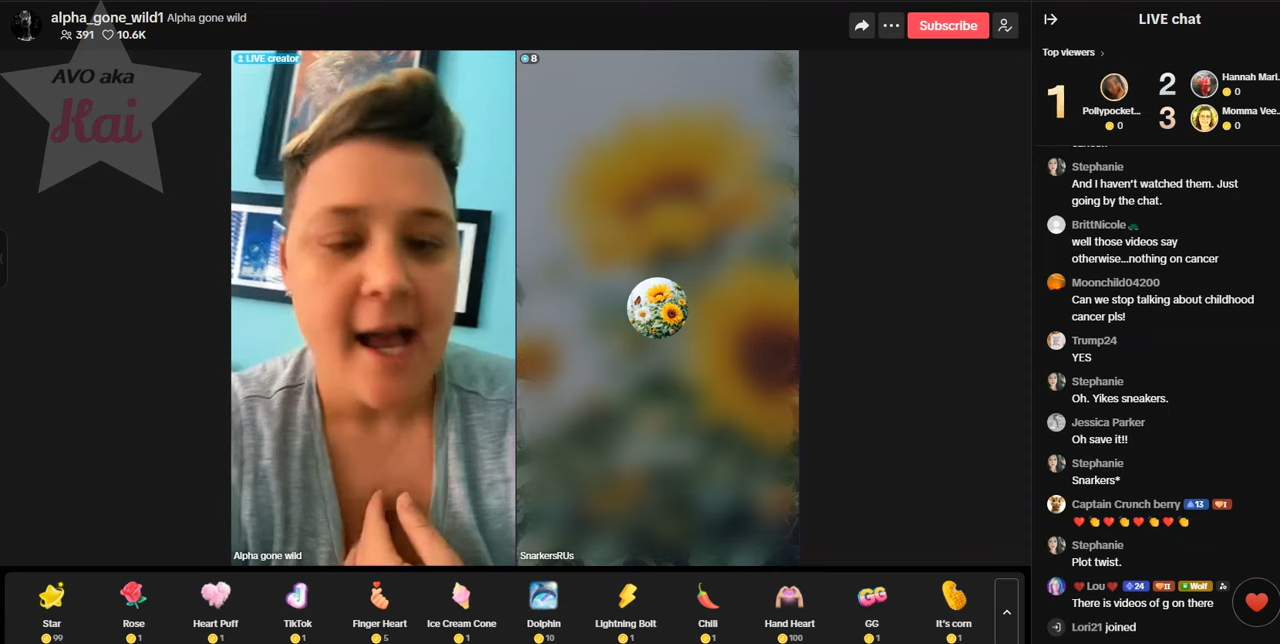 alpha_gone_wild1 Alpha gone wild
391 10.6K
Subscribe
AVO aka
Kai
LIVE creator
8
Alpha gone wild
SnarkersRUs
LIVE chat
Top viewers
1
Pollypocket...
0
2
Hannah Mari..
0
3
Momma Vee...
0
Stephanie
And I haven't watched them. Just
going by the chat.
BrittNicole
well those videos say
otherwise...nothing on cancer
Moonchild04200
Can we stop talking about childhood
cancer pls!
Trump24
YES
Stephanie
Oh. Yikes sneakers.
Jessica Parker
Oh save it!!
Stephanie
Snarkers*
Captain Crunch berry 13 I
Stephanie
Plot twist.
Lou 24 II Wolf
There is videos of g on there
Lori21 joined
Star Rose Heart Puff TikTok Finger Heart Ice Cream Cone Dolphin Lightning Bolt Chili Hand Heart GG It's corn
99 1 1 1 5 1 10 1 1 100 1 1